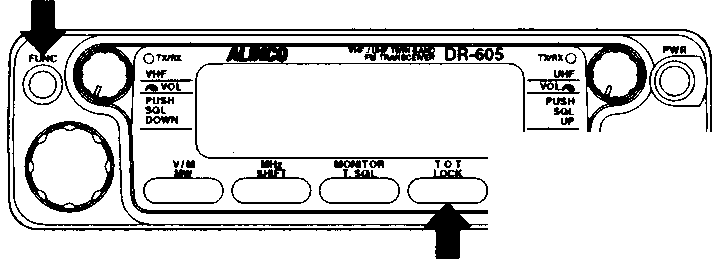 FUNC
TX/RX
ALINCO
VHF / UHF TWIN BAND
FM TRANSCEIVER
DR-605
TX/RX
PWR
VHF
VOL
PUSH
SQL
DOWN
UHF
VOL
PUSH
SQL
UP
V/M
MW
MHz
SHIFT
MONITOR
T. SQL
T O T
LOCK